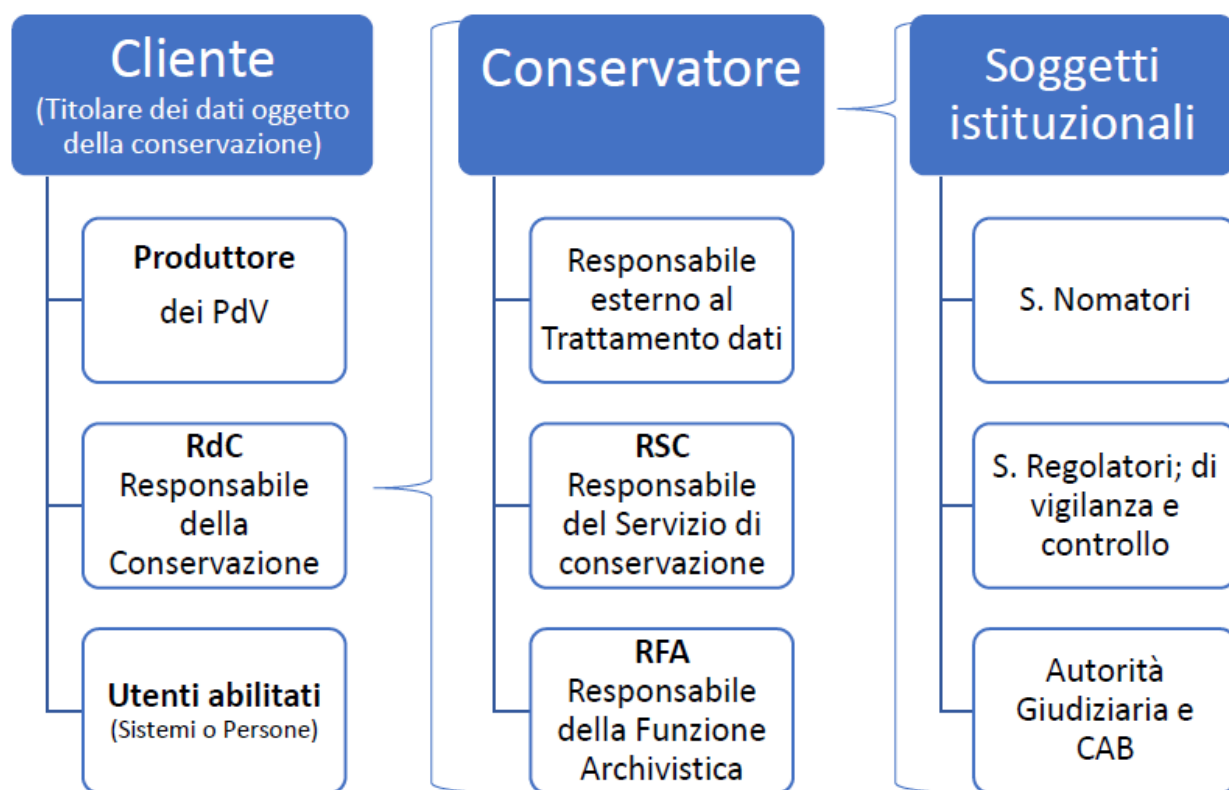 Cliente
(Titolare dei dati oggetto
della conservazione)
Produttore
dei PdV
RdC
Responsabile
della
Conservazione
Utenti abilitati
(Sistemi o Persone)
Conservatore
Responsabile
esterno al
Trattamento dati
RSC
Responsabile
del Servizio di
conservazione
RFA
Responsabile
della Funzione
Archivistica
Soggetti
istituzionali
S. Nomatori
S. Regolatori; di
vigilanza e
controllo
Autorità
Giudiziaria e
CAB